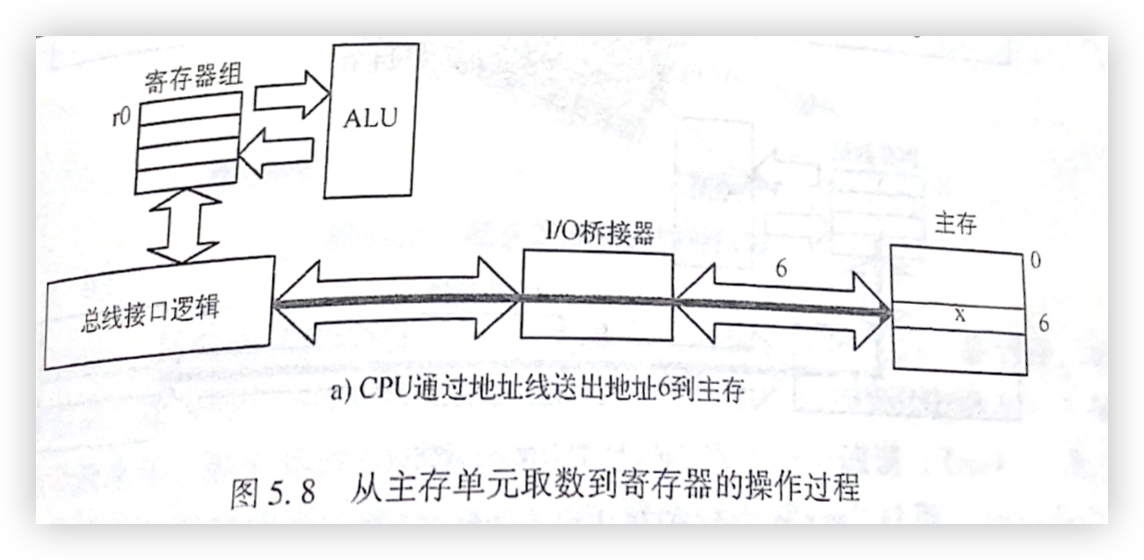 寄存器组
r0
ALU
主存
I/O桥接器
0
6
x
6
总线接口逻辑
a) CPU通过地址线送出地址6到主存
图 5.8 从主存单元取数到寄存器的操作过程